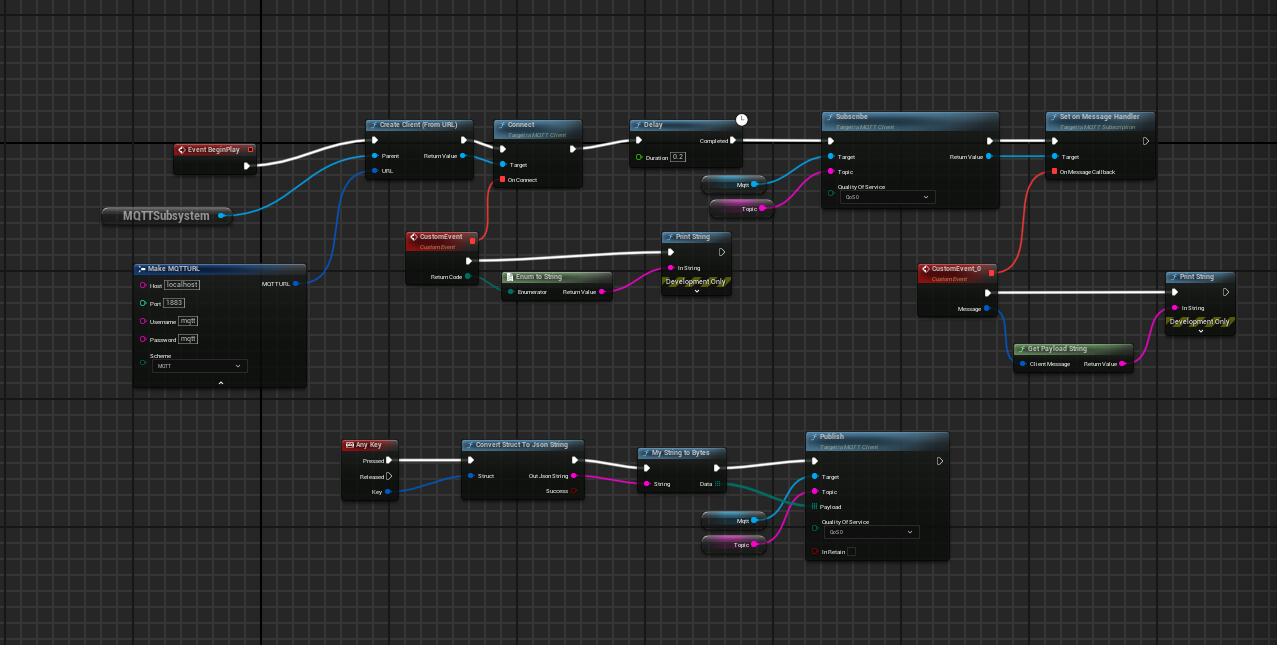 Event BeginPlay
MQTTSubsystem
Make MQTTURL
Host localhost
MQTTURL
Port 1883
Username mqtt
Password mqtt
Scheme
MQTT
Create Client (From URL)
Parent
Return Value
URL
Connect
Target is MQTT Client
Target
On Connect
CustomEvent
Custom Event
Return Code
Enum to String
Enumerator
Return Value
Print String
In String
Development Only
Delay
Completed
Duration 0.2
Mqtt
Topic
Subscribe
Target is MQTT Client
Target
Return Value
Topic
Quality Of Service
QoS 0
Set on Message Handler
Target is MQTT Subscription
Target
On Message Callback
CustomEvent_0
Custom Event
Message
Get Payload String
Client Message
Return Value
Print String
In String
Development Only
Any Key
Pressed
Released
Key
Convert Struct To Json String
Struct
Out Json String
Success
My String to Bytes
String
Data
Mqtt
Topic
Publish
Target is MQTT Client
Target
Topic
Payload
Quality Of Service
QoS 0
In Retain